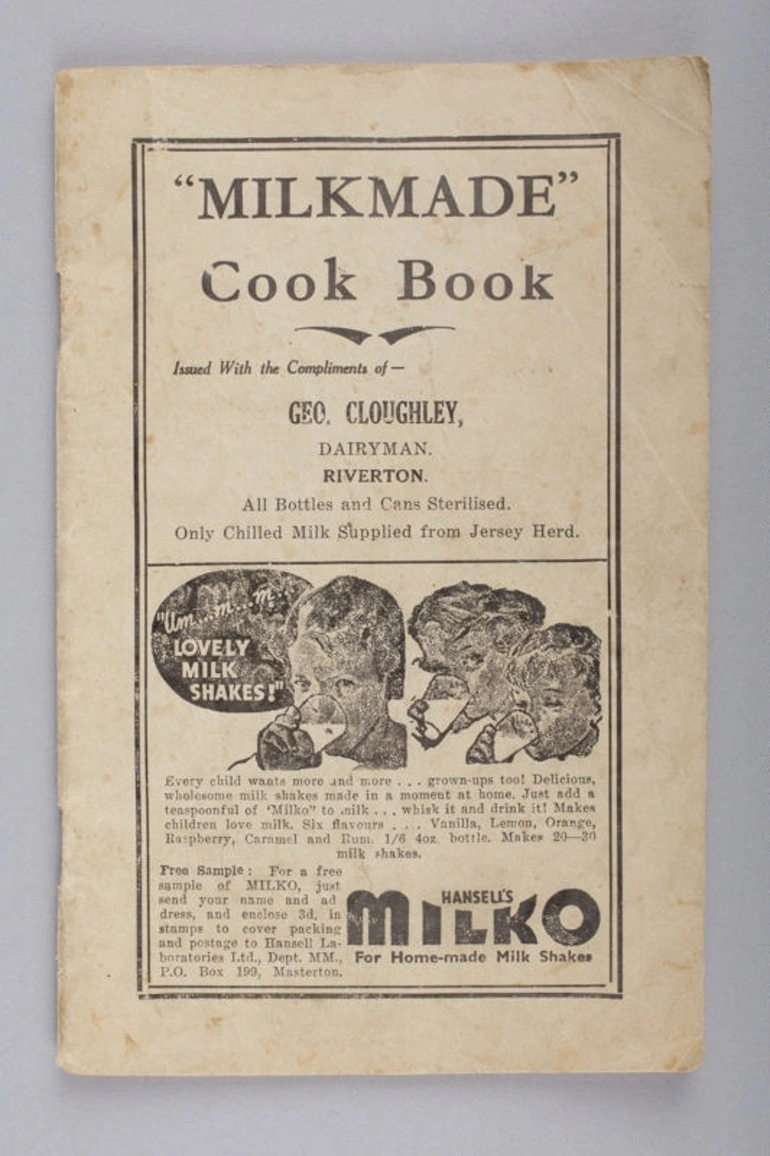 “MILKMADE”
Cook Book
Issued With the Compliments of —
GEO. CLOUGHLEY,
DAIRYMAN.
RIVERTON.
All Bottles and Cans Sterilised.
Only Chilled Milk Supplied from Jersey Herd.
"Um...m...m..
LOVELY
MILK
SHAKES!"
Every child wants more and more . . . grown-ups too! Delicious,
wholesome milk shakes made in a moment at home. Just add a
teaspoonful of ‘Milko” to milk . . . whisk it and drink it! Makes
children love milk. Six flavours . . . Vanilla, Lemon, Orange,
Raspberry, Caramel and Rum. 1/6 4oz. bottle. Makes 20—30
milk shakes.
Free Sample : For a free
sample of MILKO, just
send your name and ad
dress, and enclose 3d. in
stamps to cover packing
and postage to Hansell La-
boratories Ltd., Dept. MM.,
P.O. Box 199, Masterton.
HANSELL'S
MILKO
For Home-made Milk Shakes